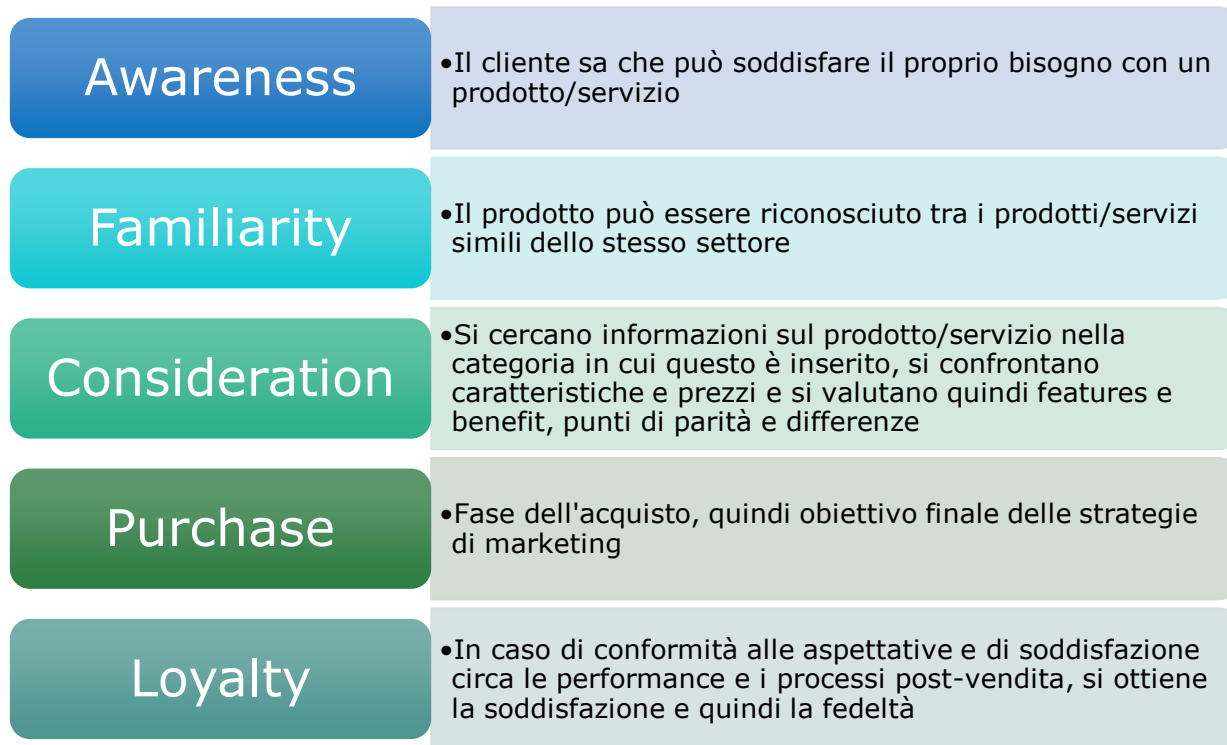 Awareness
•Il cliente sa che può soddisfare il proprio bisogno con un
prodotto/servizio
Familiarity
•Il prodotto può essere riconosciuto tra i prodotti/servizi
simili dello stesso settore
Consideration
•Si cercano informazioni sul prodotto/servizio nella
categoria in cui questo è inserito, si confrontano
caratteristiche e prezzi e si valutano quindi features e
benefit, punti di parità e differenze
Purchase
•Fase dell'acquisto, quindi obiettivo finale delle strategie
di marketing
Loyalty
•In caso di conformità alle aspettative e di soddisfazione
circa le performance e i processi post-vendita, si ottiene
la soddisfazione e quindi la fedeltà